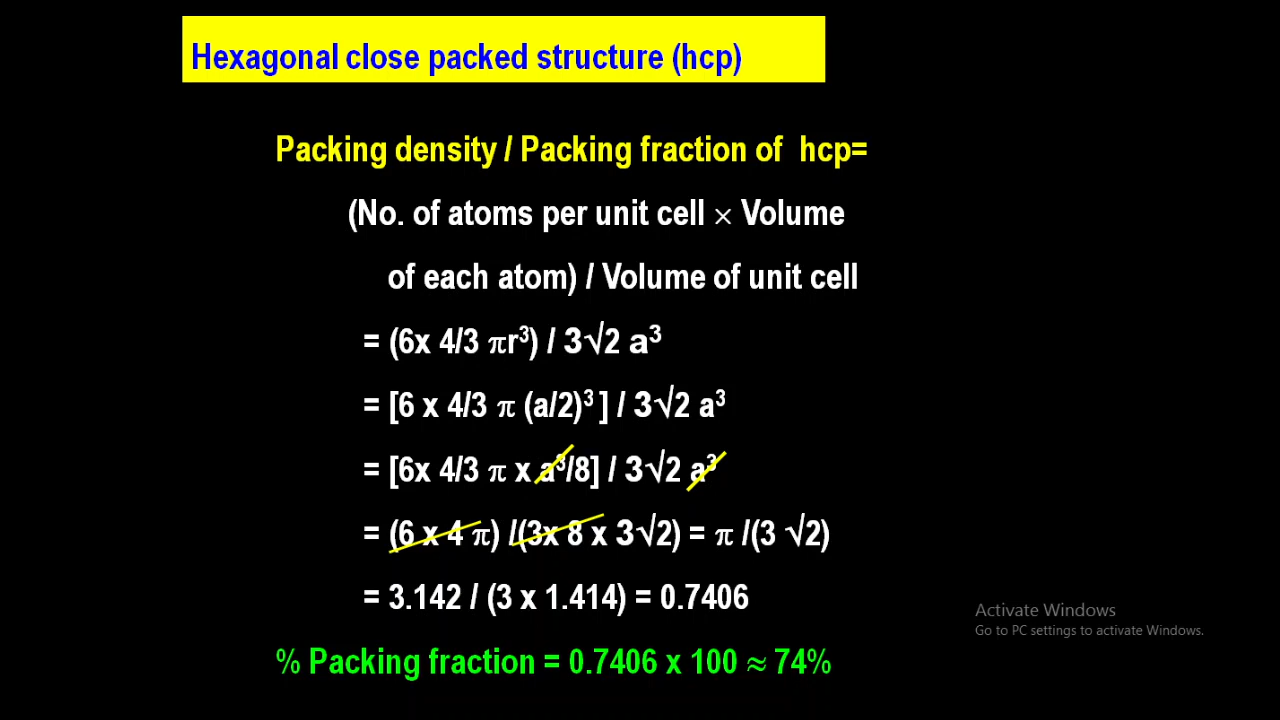 Hexagonal close packed structure (hcp)
Packing density / Packing fraction of hcp=
(No. of atoms per unit cell × Volume
of each atom) / Volume of unit cell
= (6x 4/3 πr³) / 3√2 a³
= [6 x 4/3 π (a/2)³ ] / 3√2 a³
= [6x 4/3 π x a³/8] / 3√2 a³
= (6 x 4 π) /(3x 8 x 3√2) = π /(3 √2)
= 3.142 / (3 x 1.414) = 0.7406
% Packing fraction = 0.7406 x 100 ≈ 74%
Activate Windows
Go to PC settings to activate Windows.